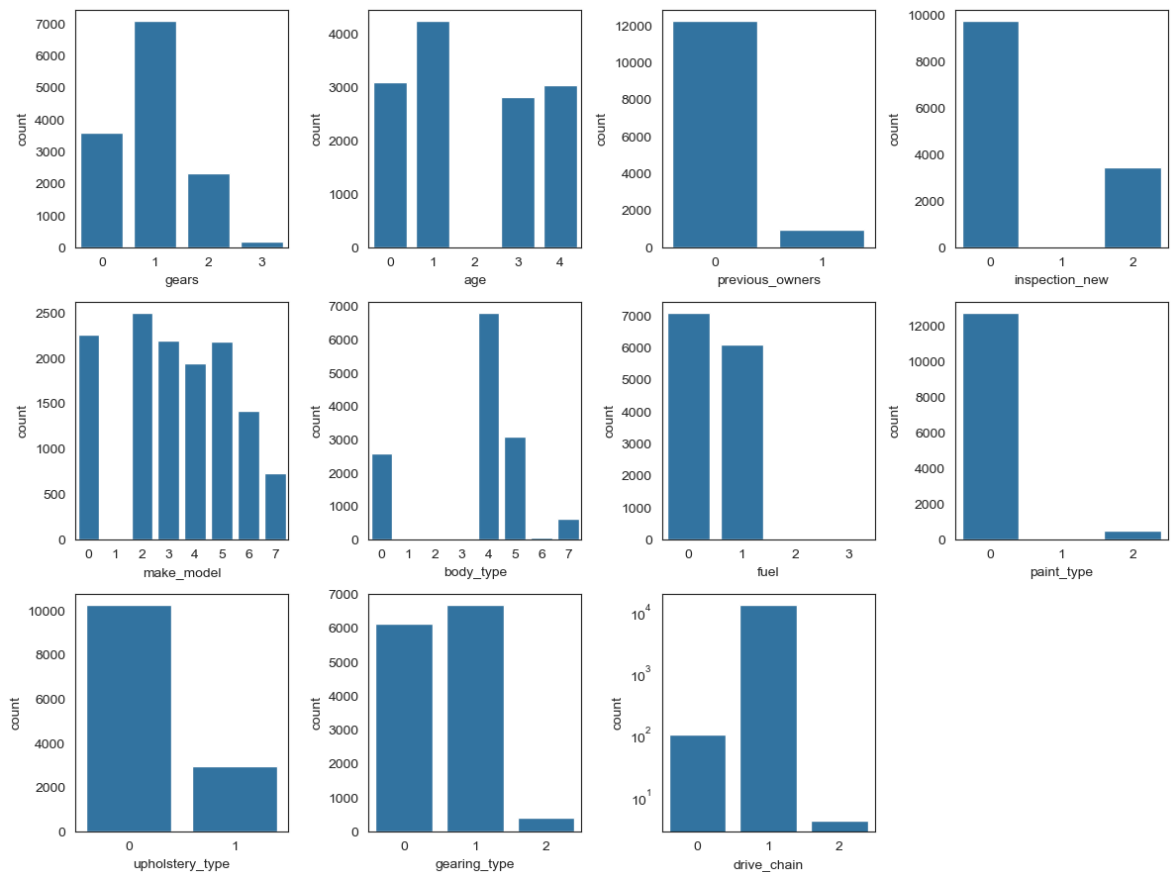 7000
6000
5000
4000
3000
2000
1000
0
count
0 1 2 3
gears
4000
3000
2000
1000
0
count
0 1 2 3 4
age
12000
10000
8000
6000
4000
2000
0
count
0 1
previous_owners
10000
8000
6000
4000
2000
0
count
0 1 2
inspection_new
2500
2000
1500
1000
500
0
count
0 1 2 3 4 5 6 7
make_model
7000
6000
5000
4000
3000
2000
1000
0
count
0 1 2 3 4 5 6 7
body_type
7000
6000
5000
4000
3000
2000
1000
0
count
0 1 2 3
fuel
12000
10000
8000
6000
4000
2000
0
count
0 1 2
paint_type
10000
8000
6000
4000
2000
0
count
0 1
upholstery_type
7000
6000
5000
4000
3000
2000
1000
0
count
0 1 2
gearing_type
10⁴
10³
10²
10¹
count
0 1 2
drive_chain